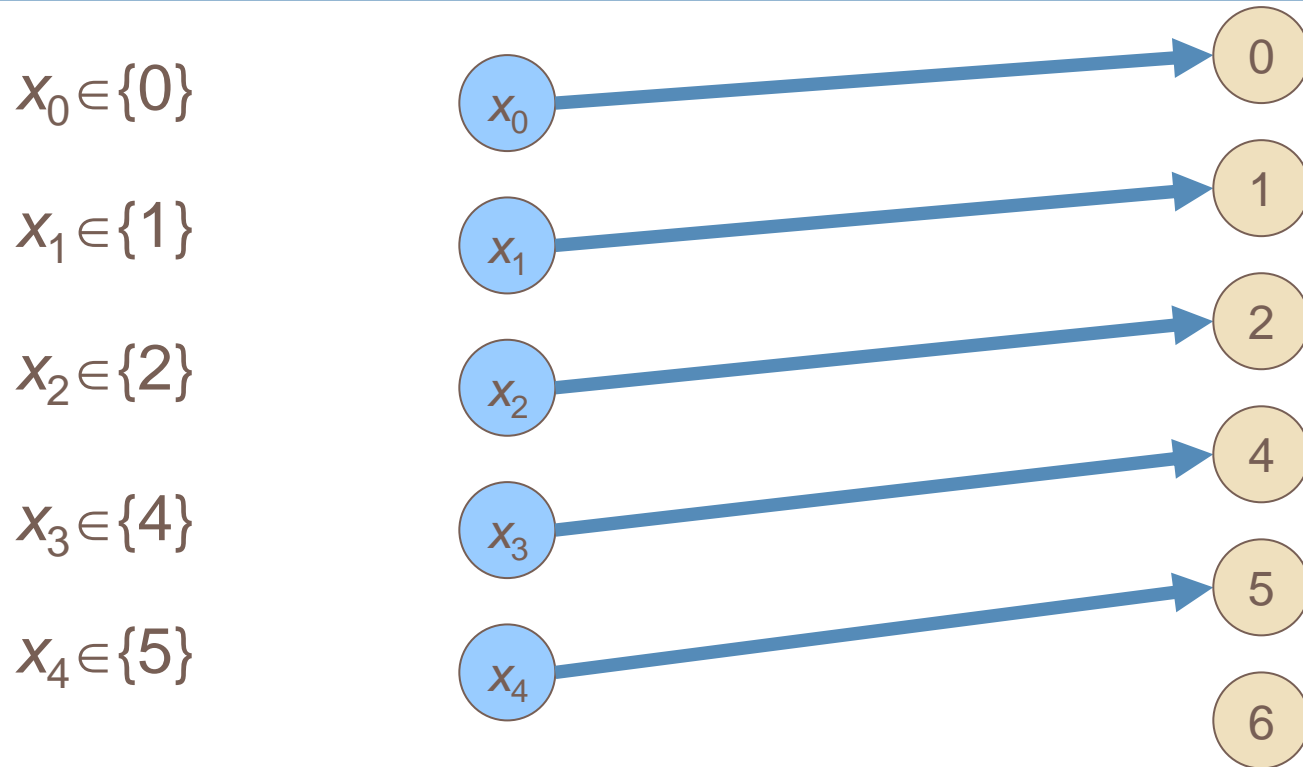 x₀∈{0}
x₀
0
x₁∈{1}
x₁
1
x₂∈{2}
x₂
2
x₃∈{4}
x₃
4
x₄∈{5}
x₄
5
6